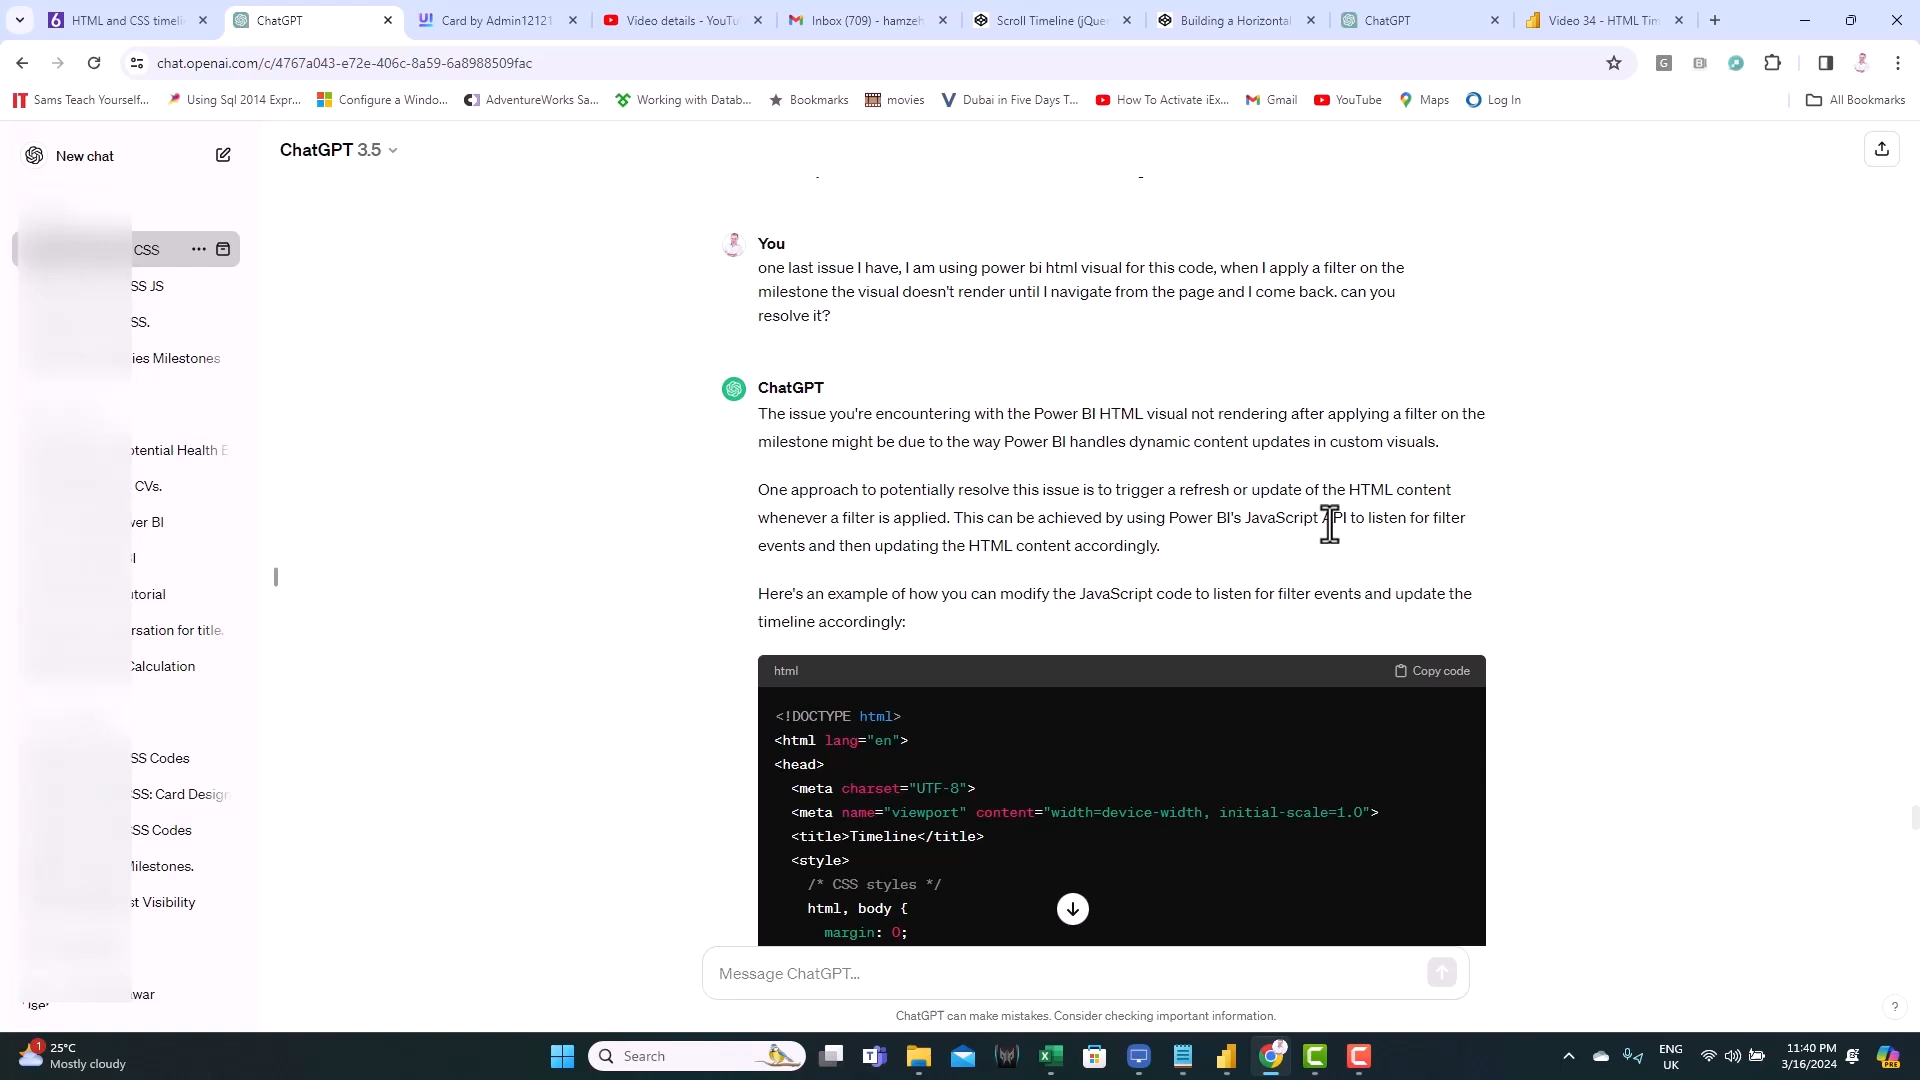 HTML and CSS timeli
ChatGPT
Card by Admin12121
Video details - YouTu
Inbox (709) - hamzeh
Scroll Timeline (jQuer
Building a Horizontal
ChatGPT
Video 34 - HTML Tim
chat.openai.com/c/4767a043-e72e-406c-8a59-6a8988509fac
Sams Teach Yourself...
Using Sql 2014 Expr...
Configure a Windo...
AdventureWorks Sa...
Working with Datab...
Bookmarks
movies
Dubai in Five Days T...
How To Activate iEx...
Gmail
YouTube
Maps
Log In
All Bookmarks
New chat
ChatGPT 3.5
CSS
SS JS
SS.
ies Milestones
otential Health E
CVs.
wer BI
utorial
rsation for title.
Calculation
SS Codes
SS: Card Design
SS Codes
Milestones.
st Visibility
awar
You
one last issue I have, I am using power bi html visual for this code, when I apply a filter on the
milestone the visual doesn't render until I navigate from the page and I come back. can you
resolve it?
ChatGPT
The issue you're encountering with the Power BI HTML visual not rendering after applying a filter on the
milestone might be due to the way Power BI handles dynamic content updates in custom visuals.
One approach to potentially resolve this issue is to trigger a refresh or update of the HTML content
whenever a filter is applied. This can be achieved by using Power BI's JavaScript API to listen for filter
events and then updating the HTML content accordingly.
Here's an example of how you can modify the JavaScript code to listen for filter events and update the
timeline accordingly:
html
Copy code
<!DOCTYPE html>
<html lang="en">
<head>
<meta charset="UTF-8">
<meta name="viewport" content="width=device-width, initial-scale=1.0">
<title>Timeline</title>
<style>
/* CSS styles */
html, body {
margin: 0;
Message ChatGPT...
ChatGPT can make mistakes. Consider checking important information.
?
1
25°C
Mostly cloudy
Search
ENG
UK
11:40 PM
3/16/2024